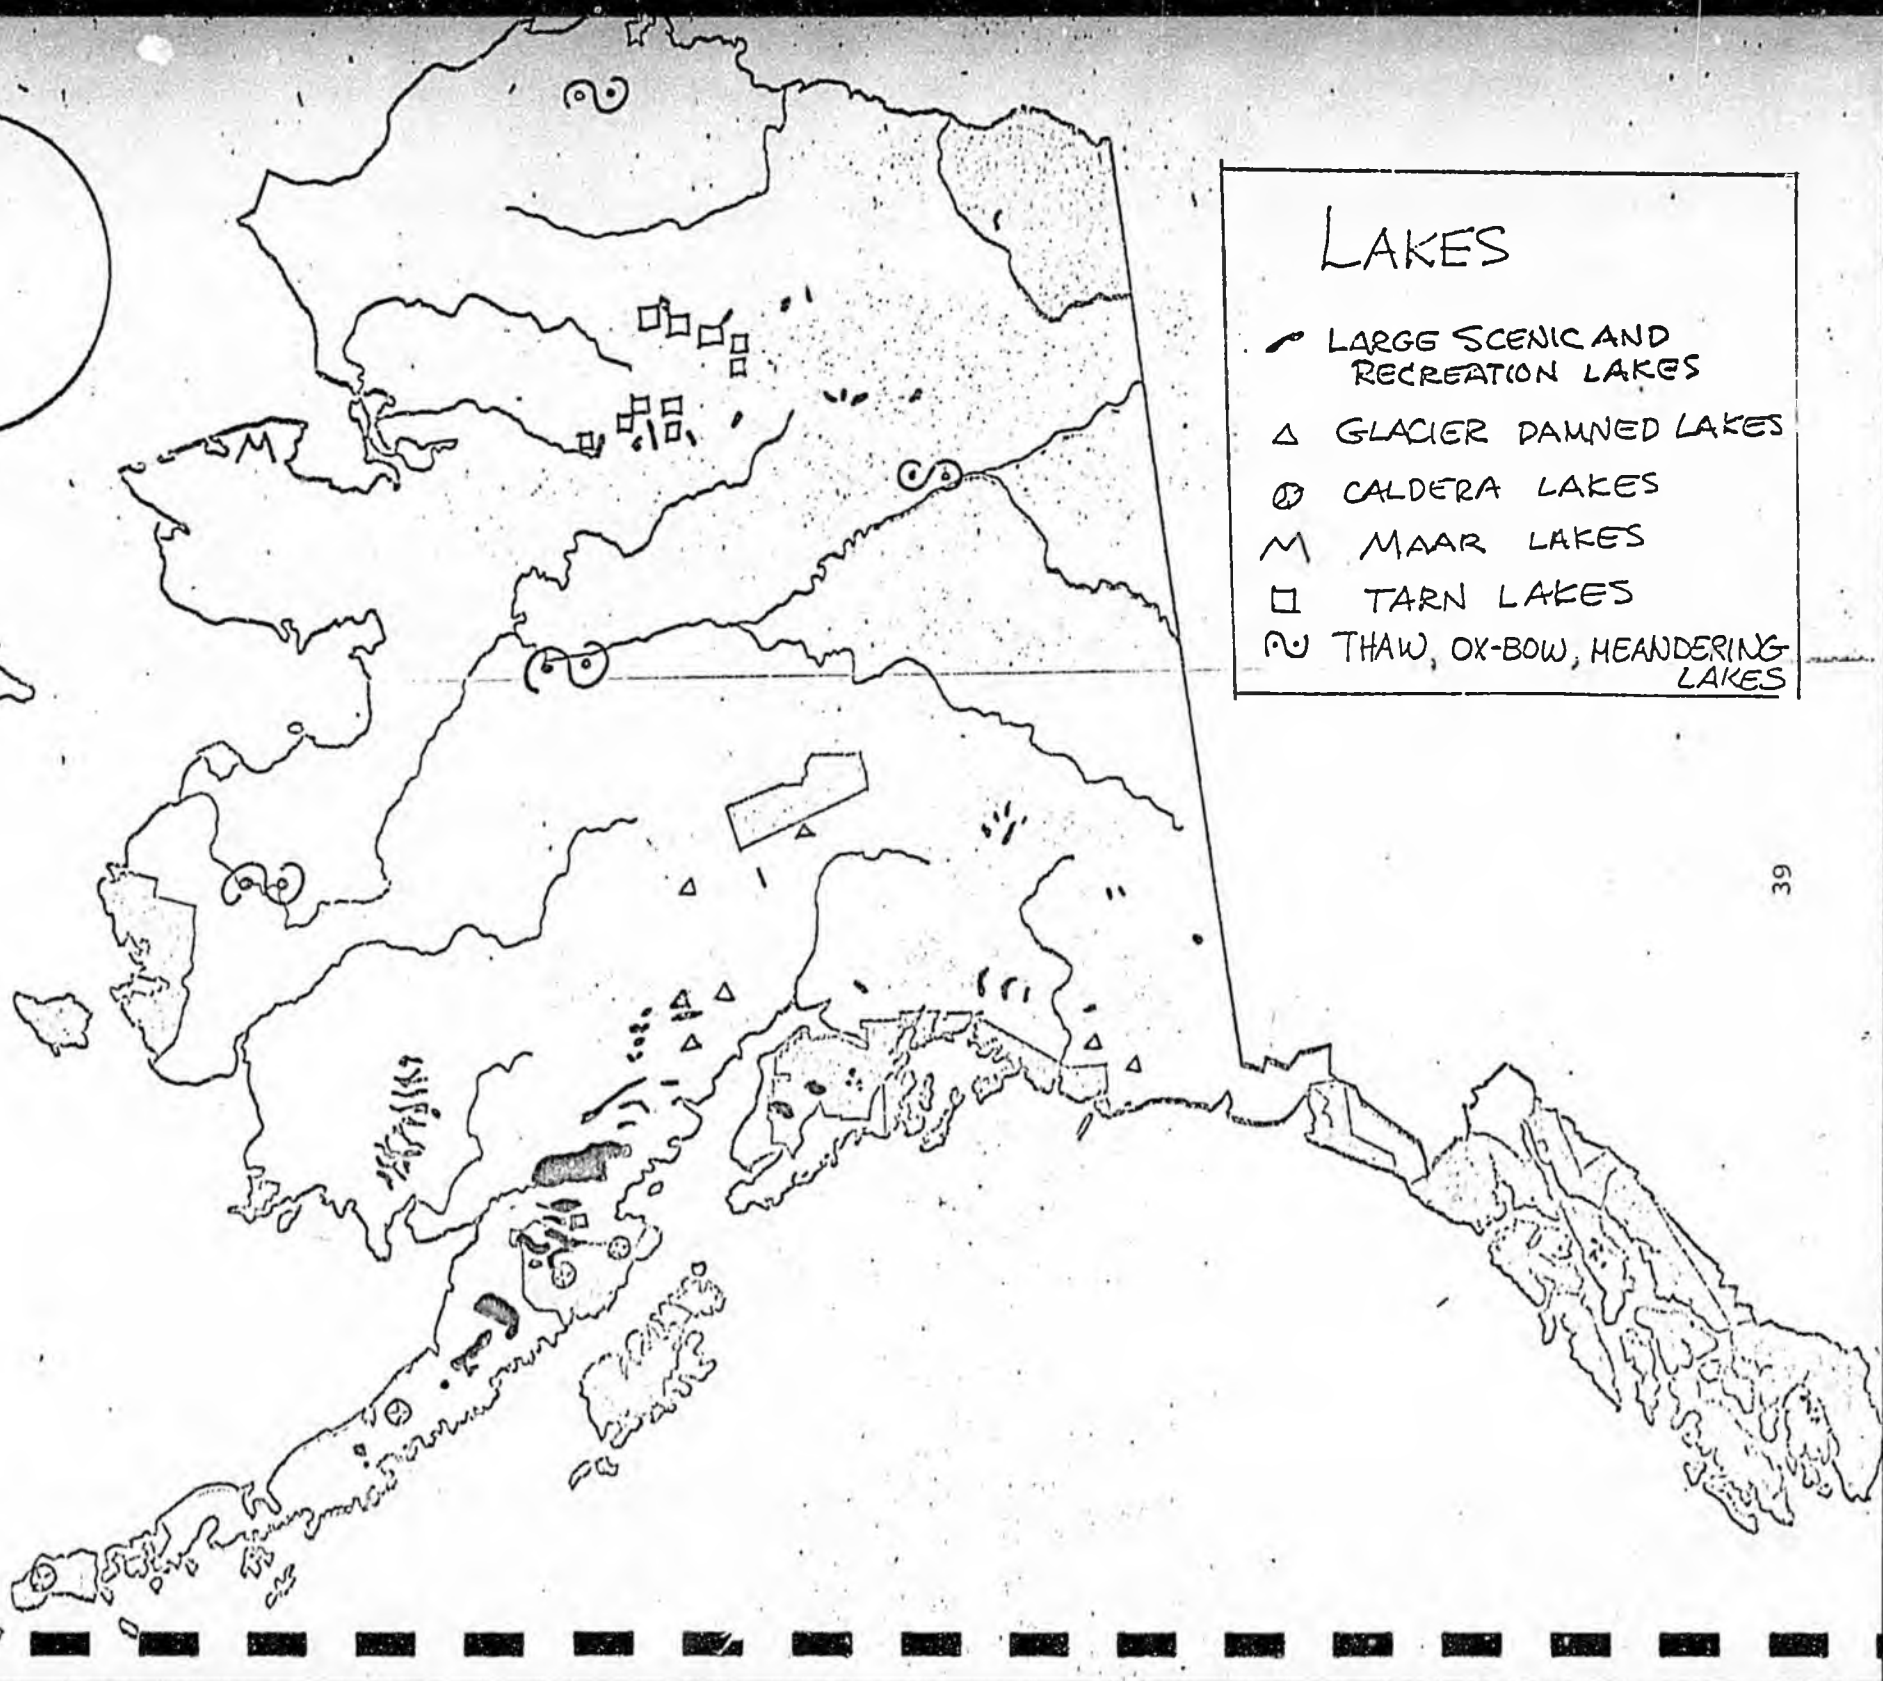 LAKES
LARGE SCENIC AND
RECREATION LAKES
GLACIER DAMNED LAKES
CALDERA LAKES
M MAAR LAKES
TARN LAKES
THAW, OX-BOW, MEANDERING
LAKES
M
39